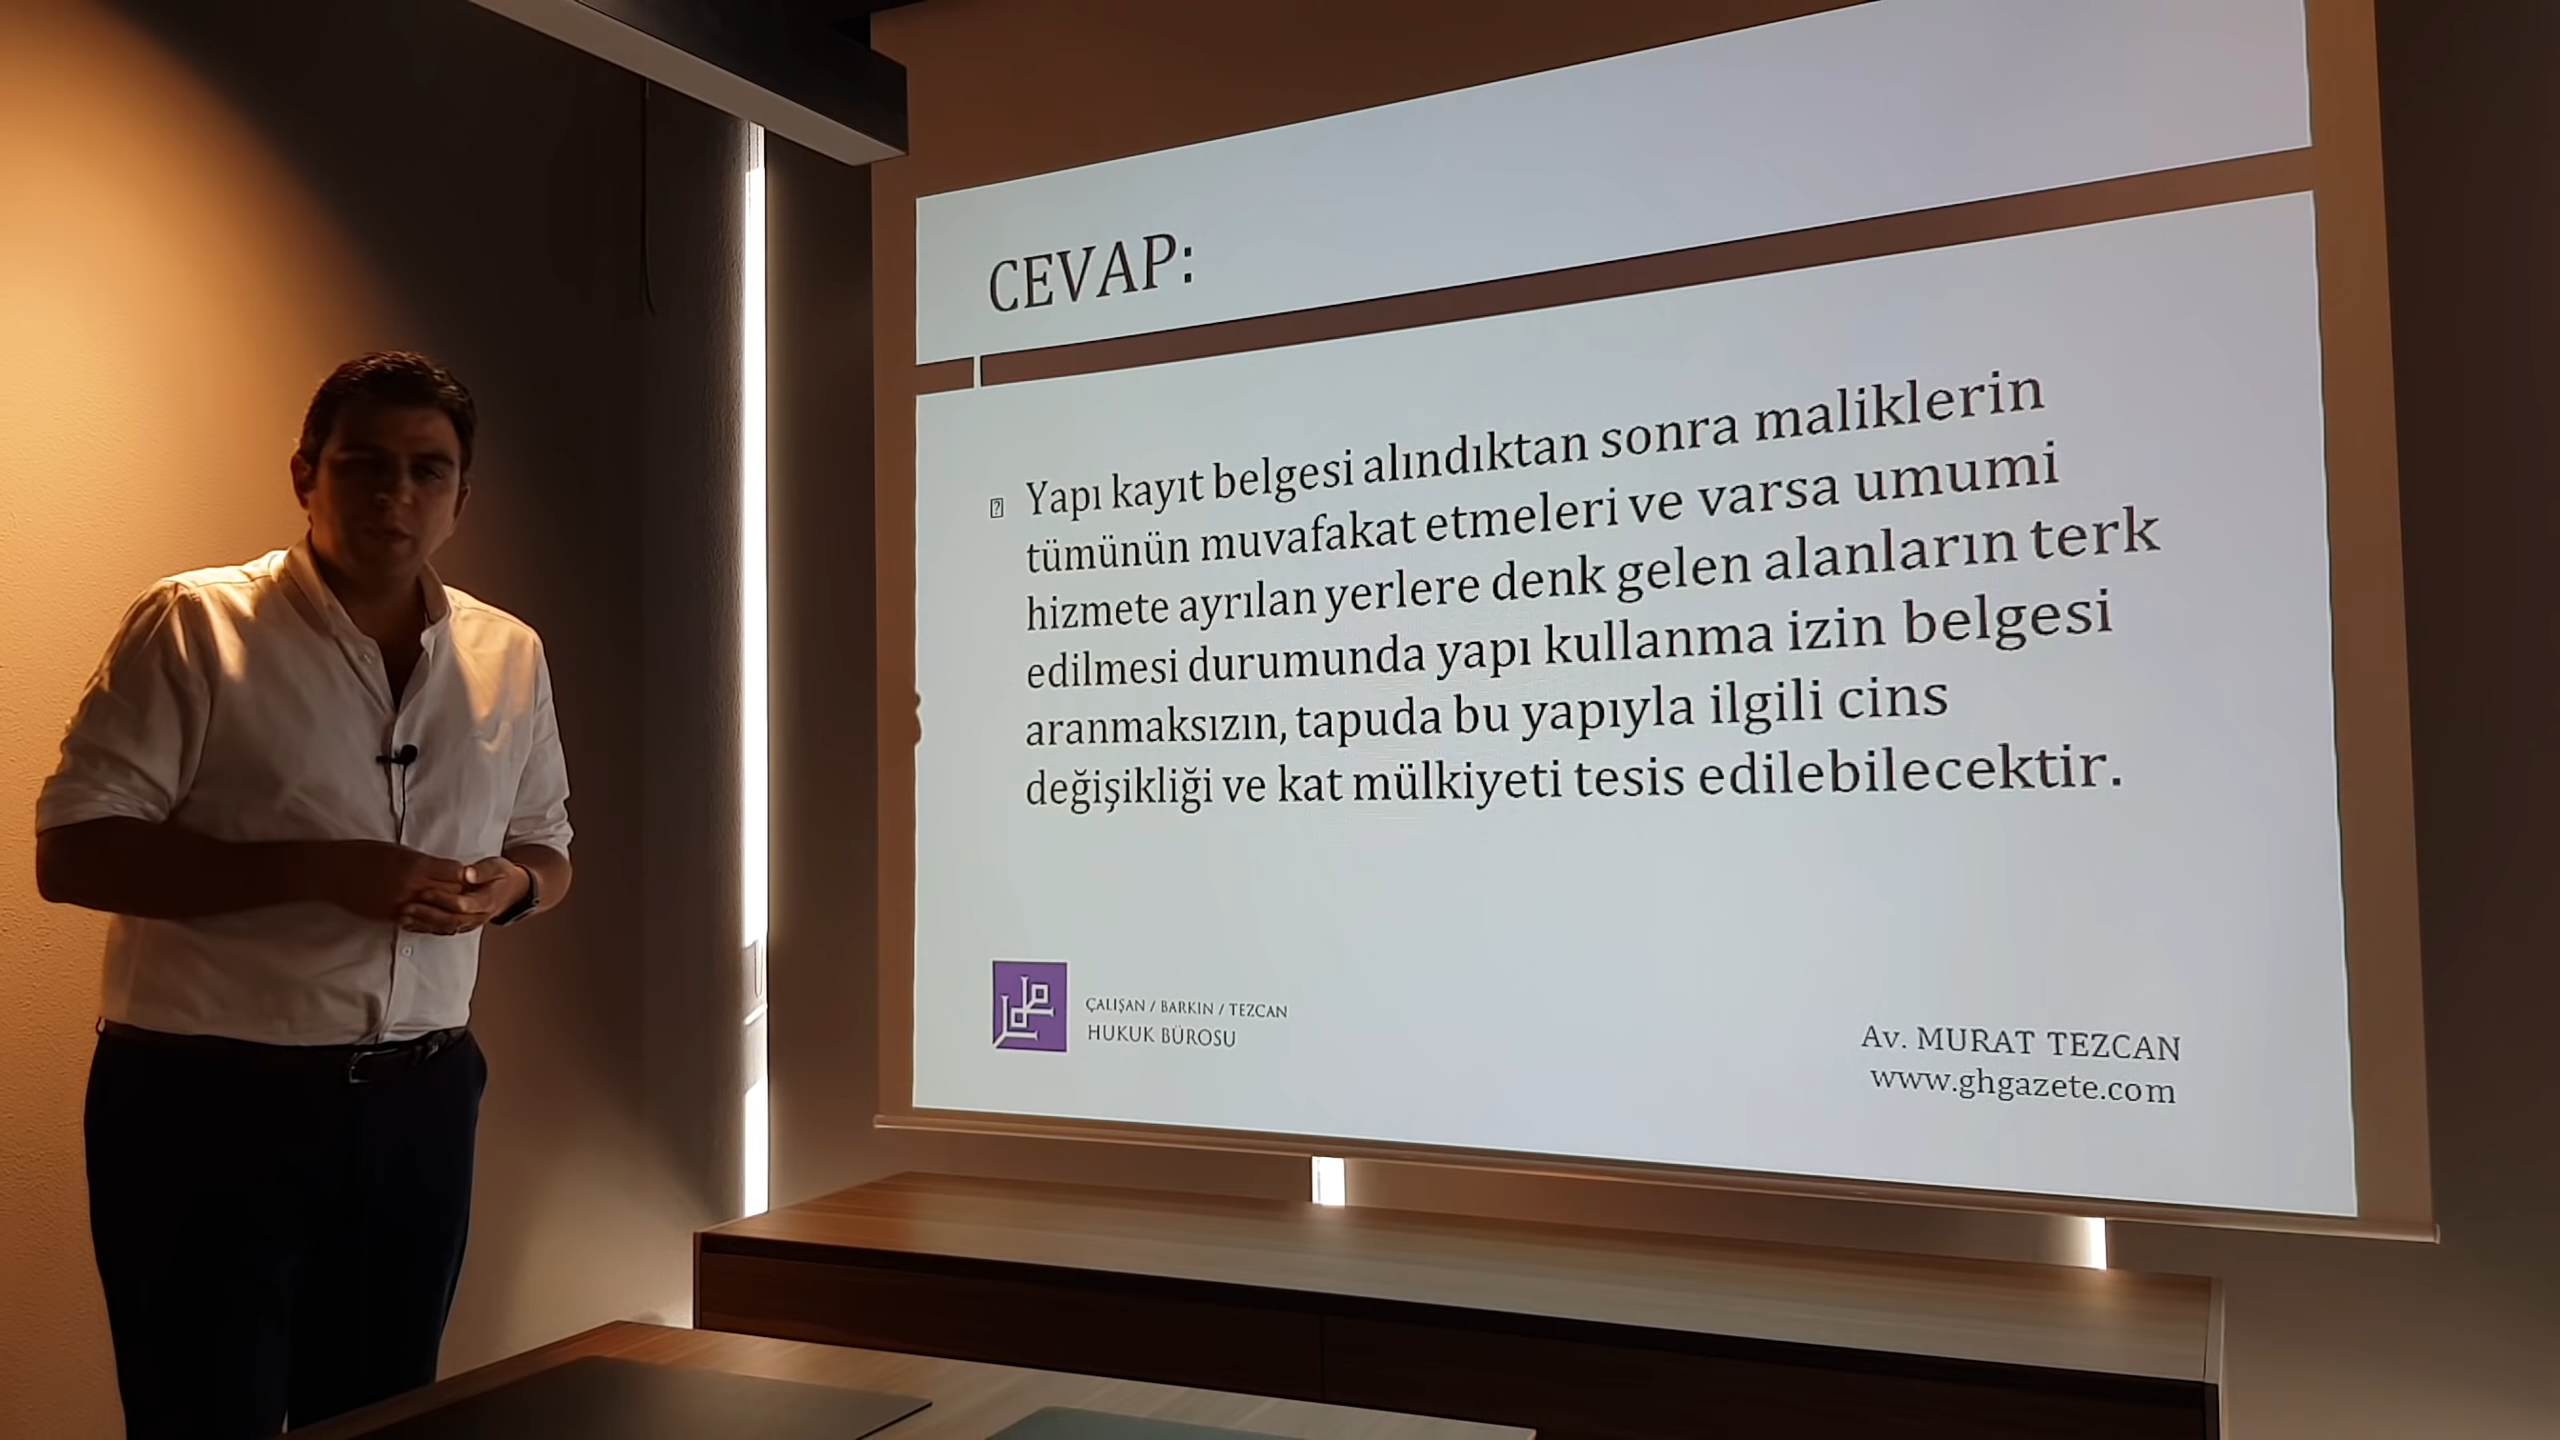 CEVAP:
Yapı kayıt belgesi alındıktan sonra maliklerin
tümünün muvafakat etmeleri ve varsa umumi
hizmete ayrılan yerlere denk gelen alanların terk
edilmesi durumunda yapı kullanma izin belgesi
aranmaksızın, tapuda bu yapıyla ilgili cins
değişikliği ve kat mülkiyeti tesis edilebilecektir.
ÇALIŞAN / BARKIN / TEZCAN
HUKUK BÜROSU
Av. MURAT TEZCAN
www.ghgazete.com